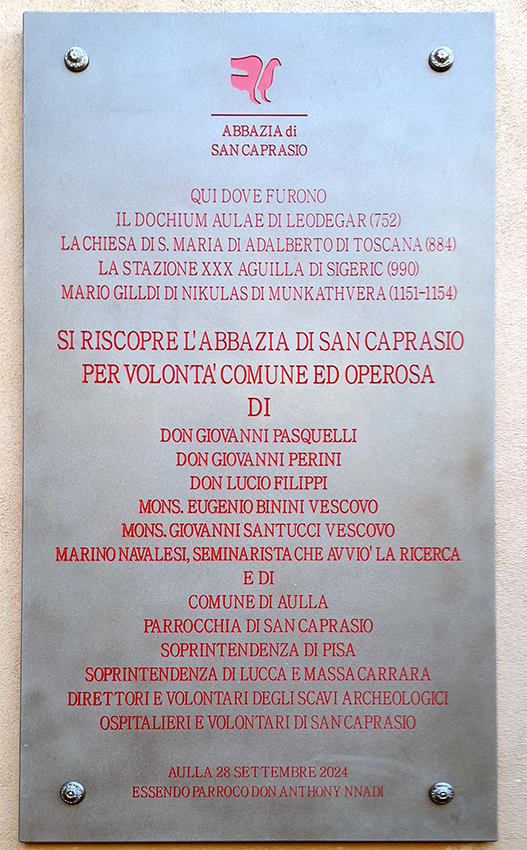 ABBAZIA di
SAN CAPRASIO
QUI DOVE FURONO
IL DOCHIUM AULAE DI LEODEGAR (752)
LA CHIESA DI S. MARIA DI ADALBERTO DI TOSCANA (884)
LA STAZIONE XXX AGUILLA DI SIGERIC (990)
MARIO GILLDI DI NIKULAS DI MUNKATHVERA (1151-1154)
SI RISCOPRE L'ABBAZIA DI SAN CAPRASIO
PER VOLONTA' COMUNE ED OPEROSA
DI
DON GIOVANNI PASQUELLI
DON GIOVANNI PERINI
DON LUCIO FILIPPI
MONS. EUGENIO BININI VESCOVO
MONS. GIOVANNI SANTUCCI VESCOVO
MARINO NAVALESI, SEMINARISTA CHE AVVIO' LA RICERCA
E DI
COMUNE DI AULLA
PARROCCHIA DI SAN CAPRASIO
SOPRINTENDENZA DI PISA
SOPRINTENDENZA DI LUCCA E MASSA CARRARA
DIRETTORI E VOLONTARI DEGLI SCAVI ARCHEOLOGICI
OSPITALIERI E VOLONTARI DI SAN CAPRASIO
AULLA 28 SETTEMBRE 2024
ESSENDO PARROCO DON ANTHONY NNADI